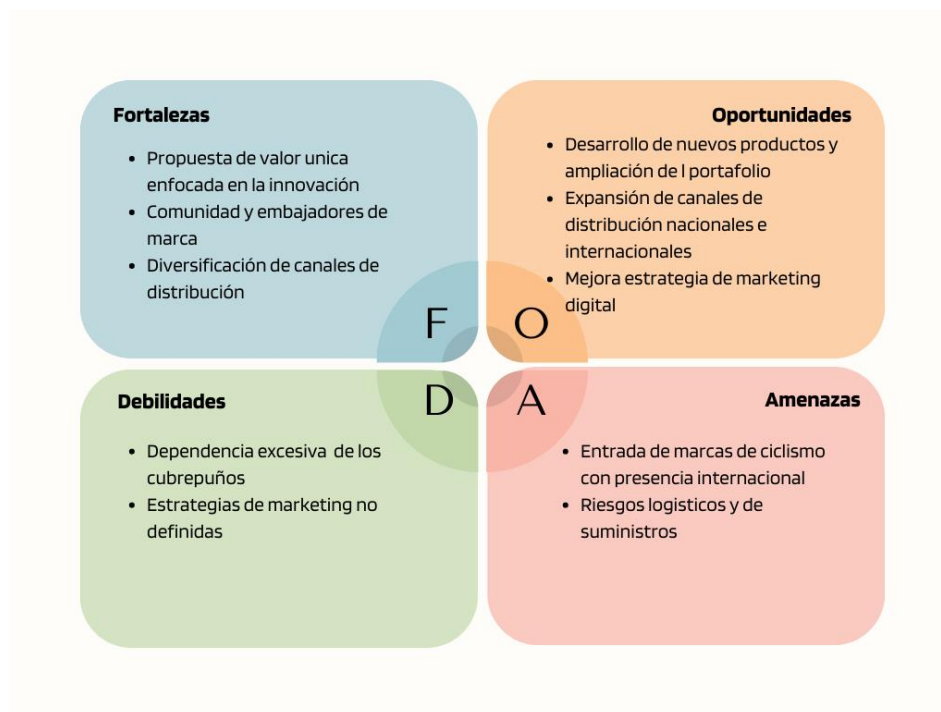 Fortalezas
• Propuesta de valor unica
enfocada en la innovación
• Comunidad y embajadores de
marca
• Diversificación de canales de
distribución
F
Oportunidades
• Desarrollo de nuevos productos y
ampliación de l portafolio
• Expansión de canales de
distribución nacionales e
internacionales
• Mejora estrategia de marketing
digital
O
Debilidades
D
• Dependencia excesiva de los
cubrepuños
• Estrategias de marketing no
definidas
Amenazas
A
• Entrada de marcas de ciclismo
con presencia internacional
• Riesgos logisticos y de
suministros